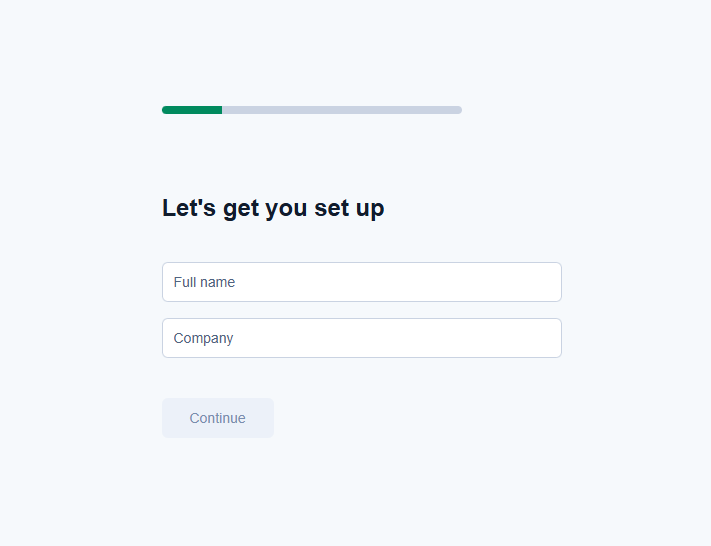 Let's get you set up
Full name
Company
Continue